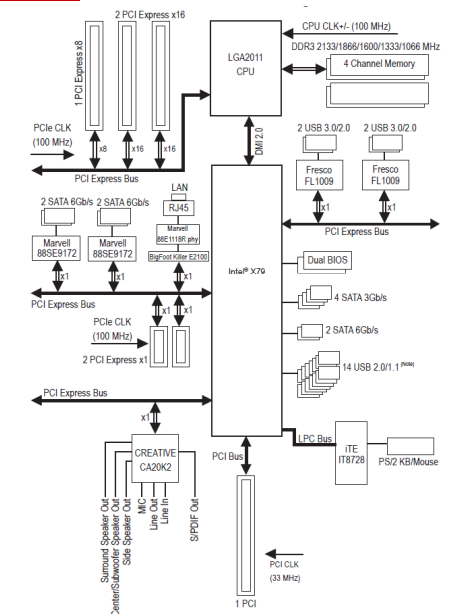 2 PCI Express x16
1 PCI Express x8
LGA2011
CPU
CPU CLK+/- (100 MHz)
DDR3 2133/1866/1600/1333/1066 MHz
4 Channel Memory
PCIe CLK
(100 MHz)
x8
x16
x16
PCI Express Bus
DMI 2.0
2 USB 3.0/2.0
2 USB 3.0/2.0
Fresco
FL1009
Fresco
FL1009
x1
x1
PCI Express Bus
LAN
RJ45
Marvell
88E1118R phy
BigFoot Killer E2100
2 SATA 6Gb/s
2 SATA 6Gb/s
Marvell
88SE9172
Marvell
88SE9172
x1
x1
x1
PCI Express Bus
Intel® X79
Dual BIOS
4 SATA 3Gb/s
2 SATA 6Gb/s
14 USB 2.0/1.1 (Note)
x1
x1
PCIe CLK
(100 MHz)
2 PCI Express x1
PCI Express Bus
x1
CREATIVE
CA20K2
Surround Speaker Out
Center/Subwoofer Speaker Out
Side Speaker Out
MIC
Line Out
Line In
S/PDIF Out
LPC Bus
iTE
IT8728
PS/2 KB/Mouse
PCI Bus
PCI CLK
(33 MHz)
1 PCI